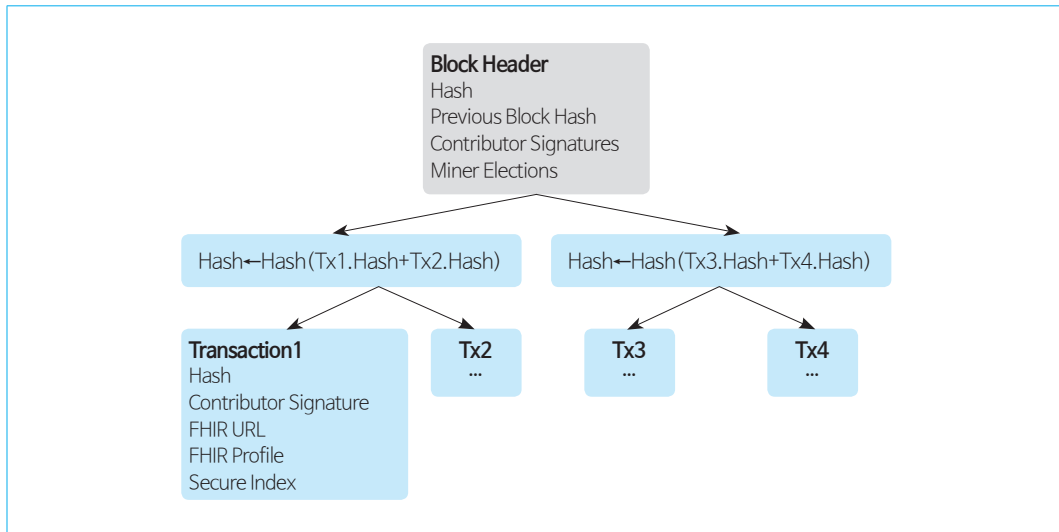 Block Header
Hash
Previous Block Hash
Contributor Signatures
Miner Elections
Hash←Hash(Tx1.Hash+Tx2.Hash)
Hash←Hash(Tx3.Hash+Tx4.Hash)
Transaction1
Hash
Contributor Signature
FHIR URL
FHIR Profile
Secure Index
Tx2
...
Tx3
...
Tx4
...